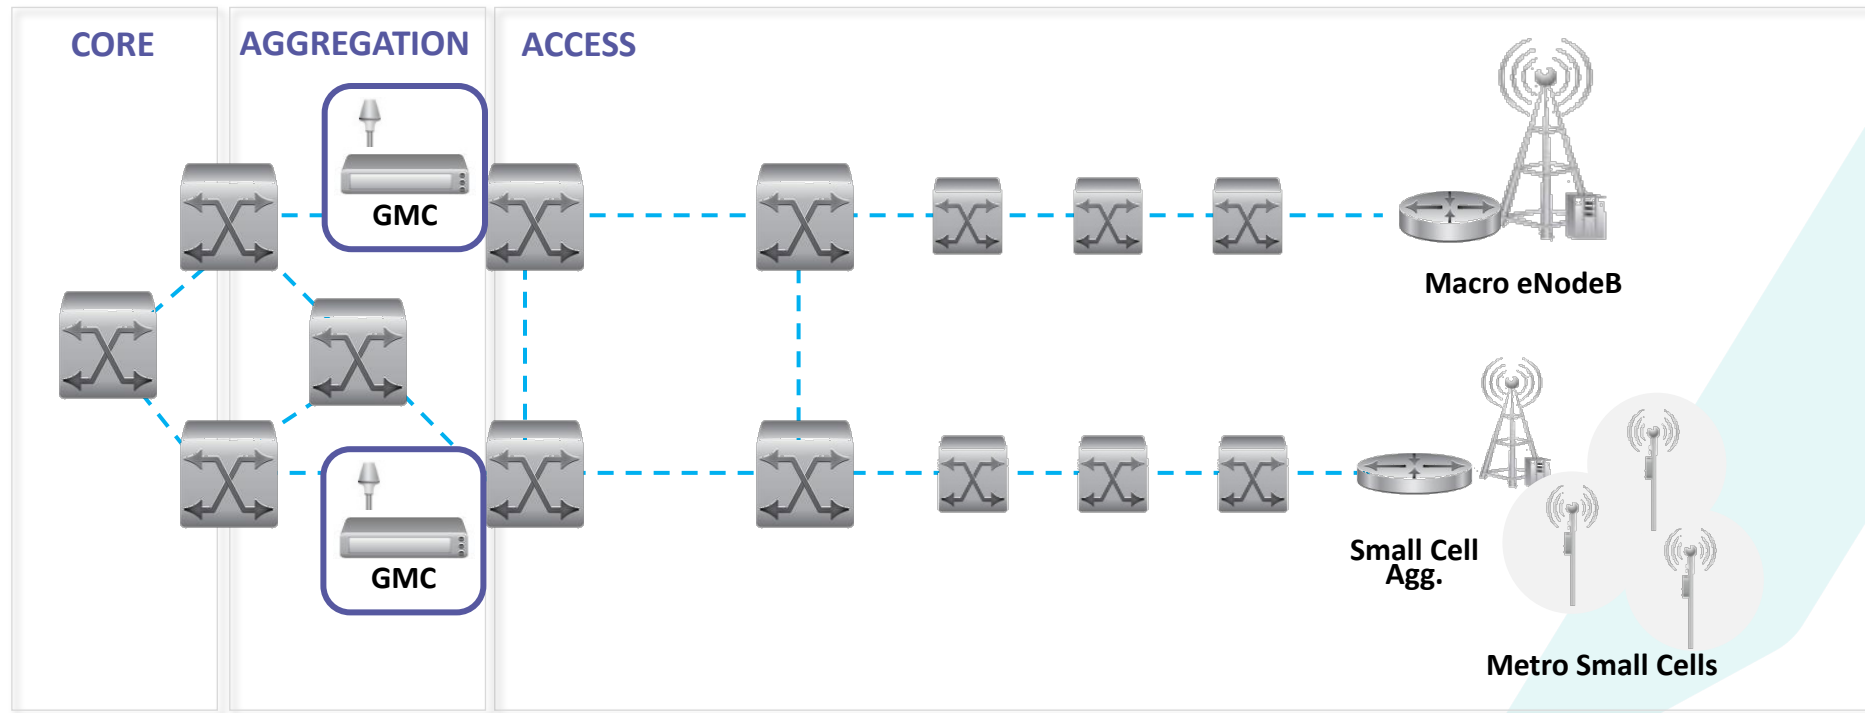 CORE
AGGREGATION
ACCESS
GMC
Macro eNodeB
GMC
Small Cell
Agg.
Metro Small Cells